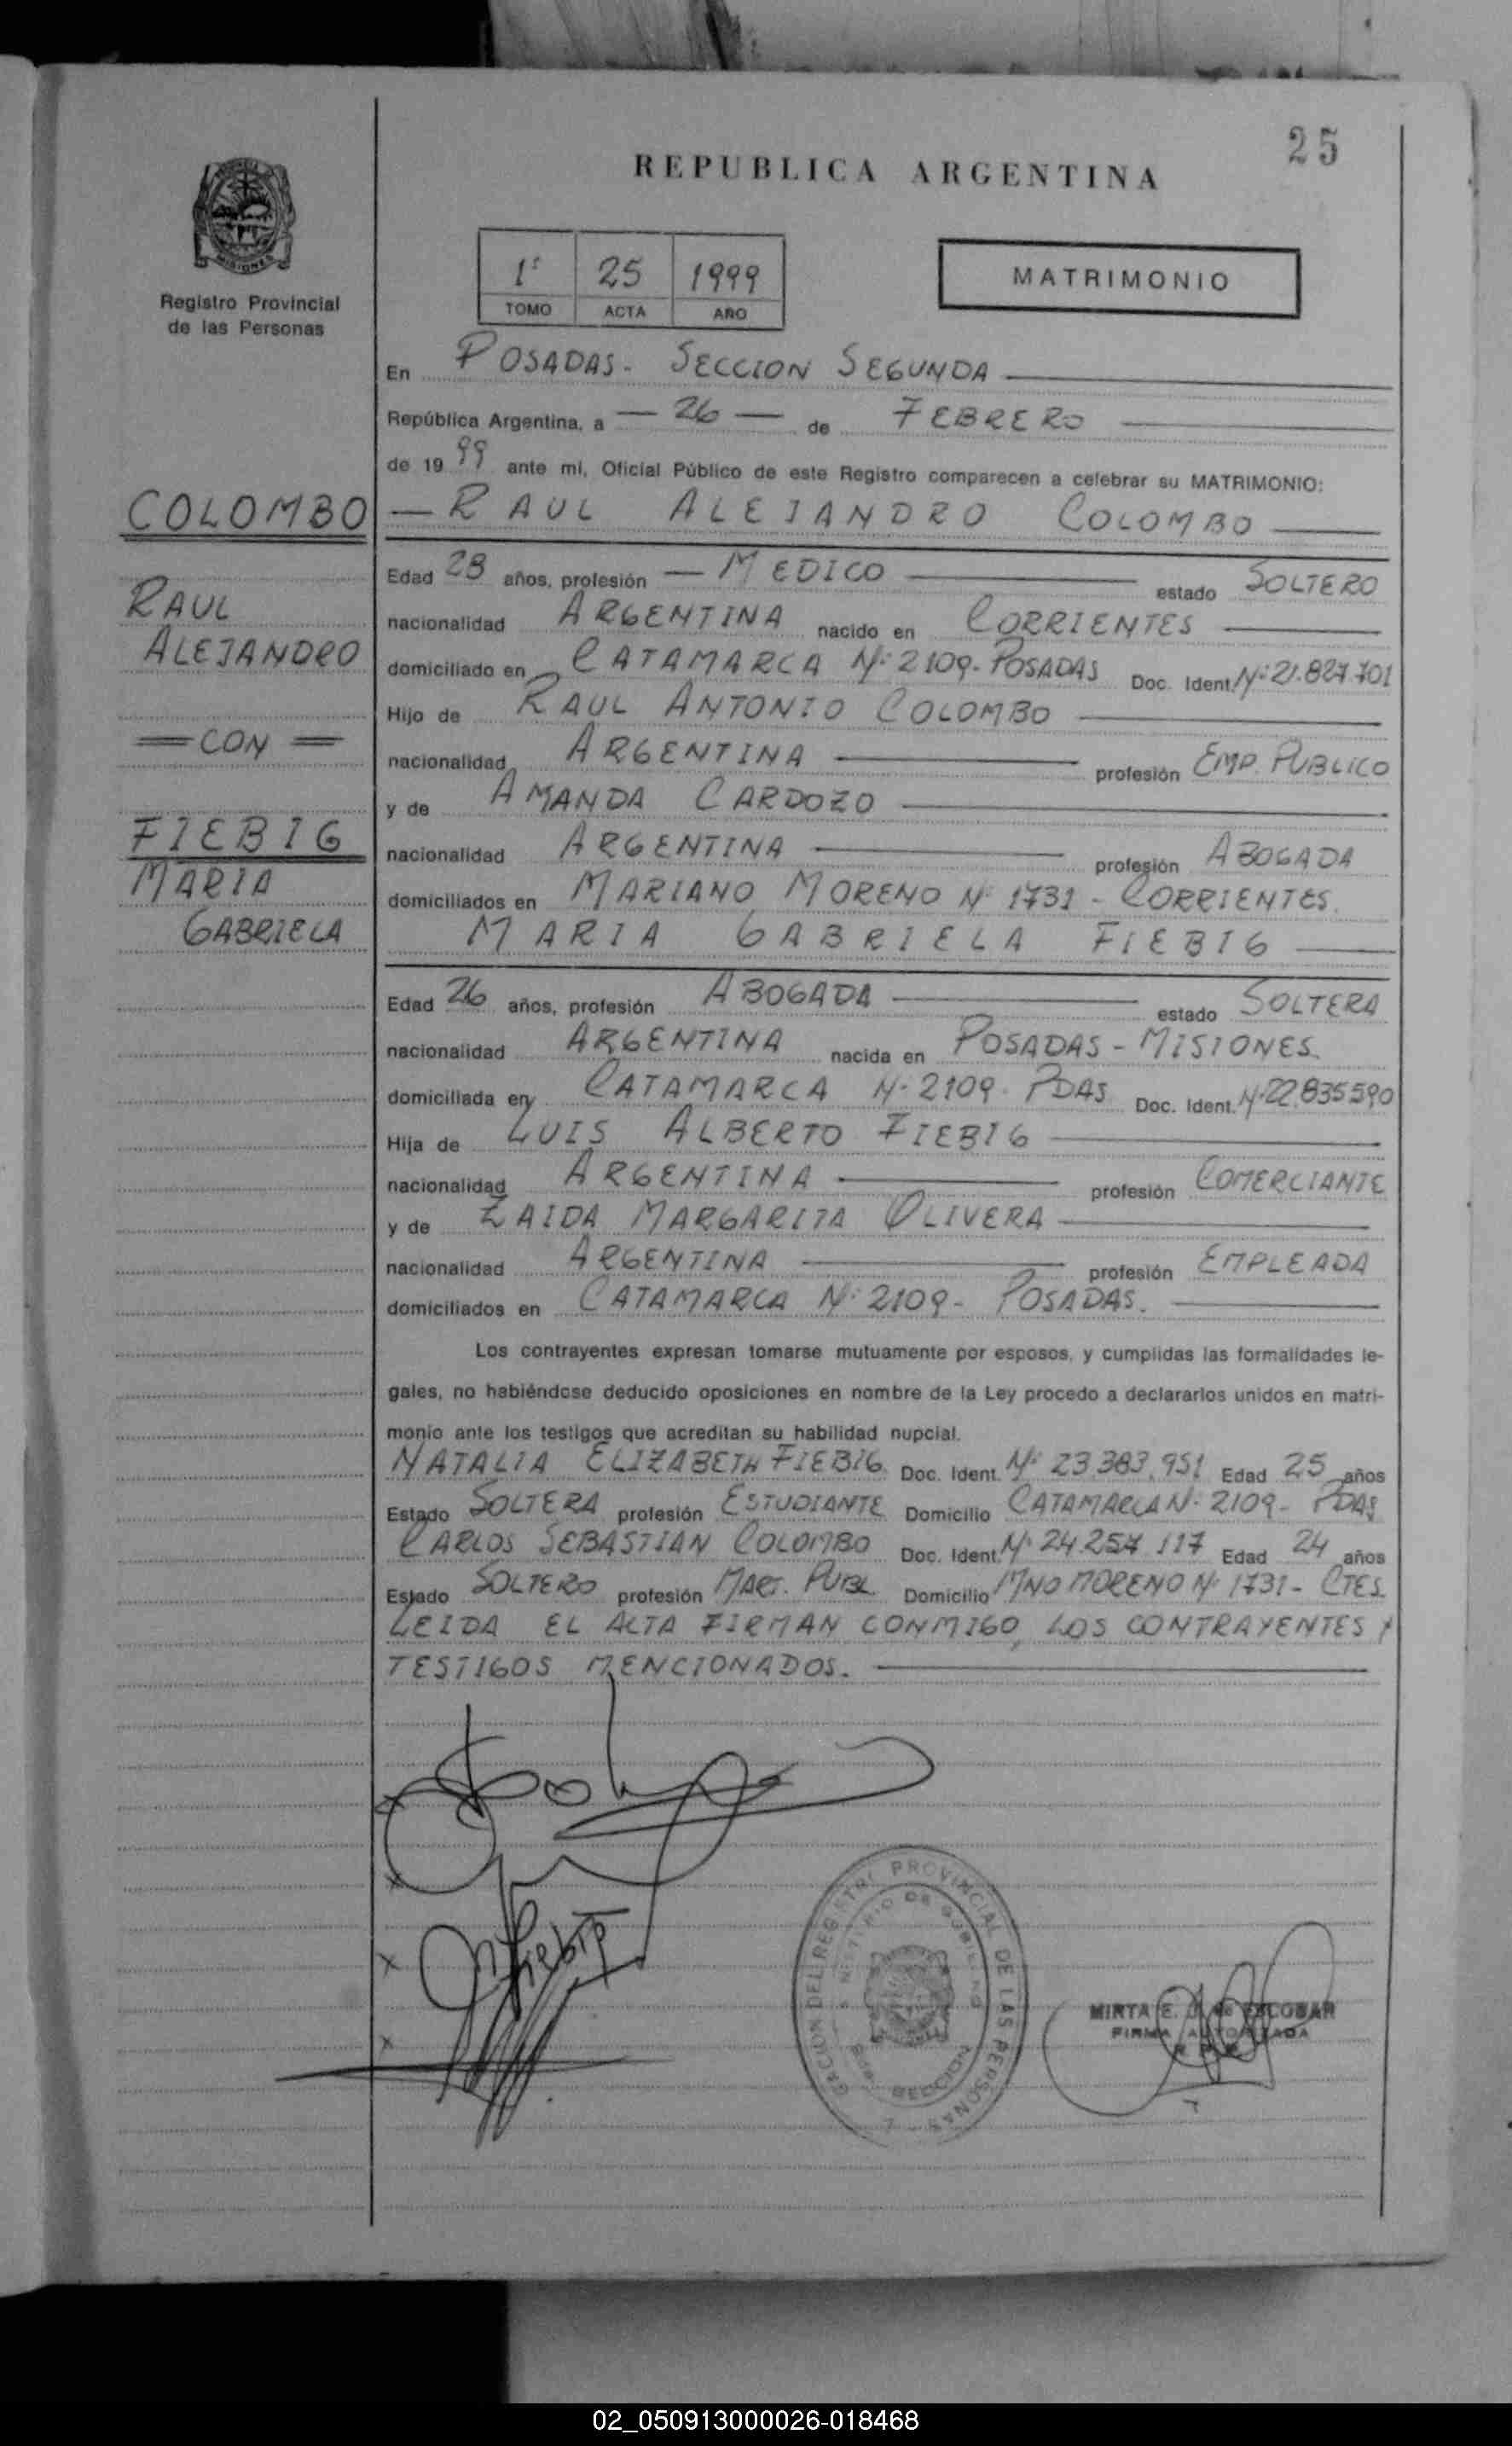 25
REPUBLICA ARGENTINA
MISIONES
Registro Provincial
de las Personas
1º 25 1999
TOMO ACTA AÑO
MATRIMONIO
En POSADAS - SECCION SEGUNDA
República Argentina, a 26 de FEBRERO
de 19 99 ante mi, Oficial Público de este Registro comparecen a celebrar su MATRIMONIO:
COLOMBO
RAUL
ALEJANDRO
= CON =
FIEBIG
MARIA
GABRIELA
RAUL ALEJANDRO COLOMBO
Edad 28 años, profesión MEDICO estado SOLTERO
nacionalidad ARGENTINA nacido en CORRIENTES
domiciliado en CATAMARCA Nº 2109 - POSADAS Doc. Ident. Nº 21.827.701
Hijo de RAUL ANTONIO COLOMBO
nacionalidad ARGENTINA profesión EMP. PUBLICO
y de AMANDA CARDOZO
nacionalidad ARGENTINA profesión ABOGADA
domiciliados en MARIANO MORENO Nº 1731 - CORRIENTES.
MARIA GABRIELA FIEBIG
Edad 26 años, profesión ABOGADA estado SOLTERA
nacionalidad ARGENTINA nacida en POSADAS - MISIONES.
domiciliada en CATAMARCA Nº 2109 - PDAS Doc. Ident. Nº 22.835.590
Hija de LUIS ALBERTO FIEBIG
nacionalidad ARGENTINA profesión COMERCIANTE
y de ZAIDA MARGARITA OLIVERA
nacionalidad ARGENTINA profesión EMPLEADA
domiciliados en CATAMARCA Nº 2109 - POSADAS.
Los contrayentes expresan tomarse mutuamente por esposos, y cumplidas las formalidades le-
gales, no habiéndose deducido oposiciones en nombre de la Ley procedo a declararlos unidos en matri-
monio ante los testigos que acreditan su habilidad nupcial.
NATALIA ELIZABETH FIEBIG Doc. Ident. Nº 23.383.951 Edad 25 años
Estado SOLTERA profesión ESTUDIANTE Domicilio CATAMARCA Nº 2109 - PDAS
CARLOS SEBASTIAN COLOMBO Doc. Ident. Nº 24.257.117 Edad 24 años
Estado SOLTERO profesión MART. PUBL Domicilio MNO MORENO Nº 1731 - CTES.
LEIDA EL ACTA FIRMAN CONMIGO, LOS CONTRAYENTES Y
TESTIGOS MENCIONADOS.
PROVINCIAL DE LAS PERSONAS
SECCION
MIRTA E. de ESCOBAR
FIRMA AUTORIZADA
02_050913000026-018468